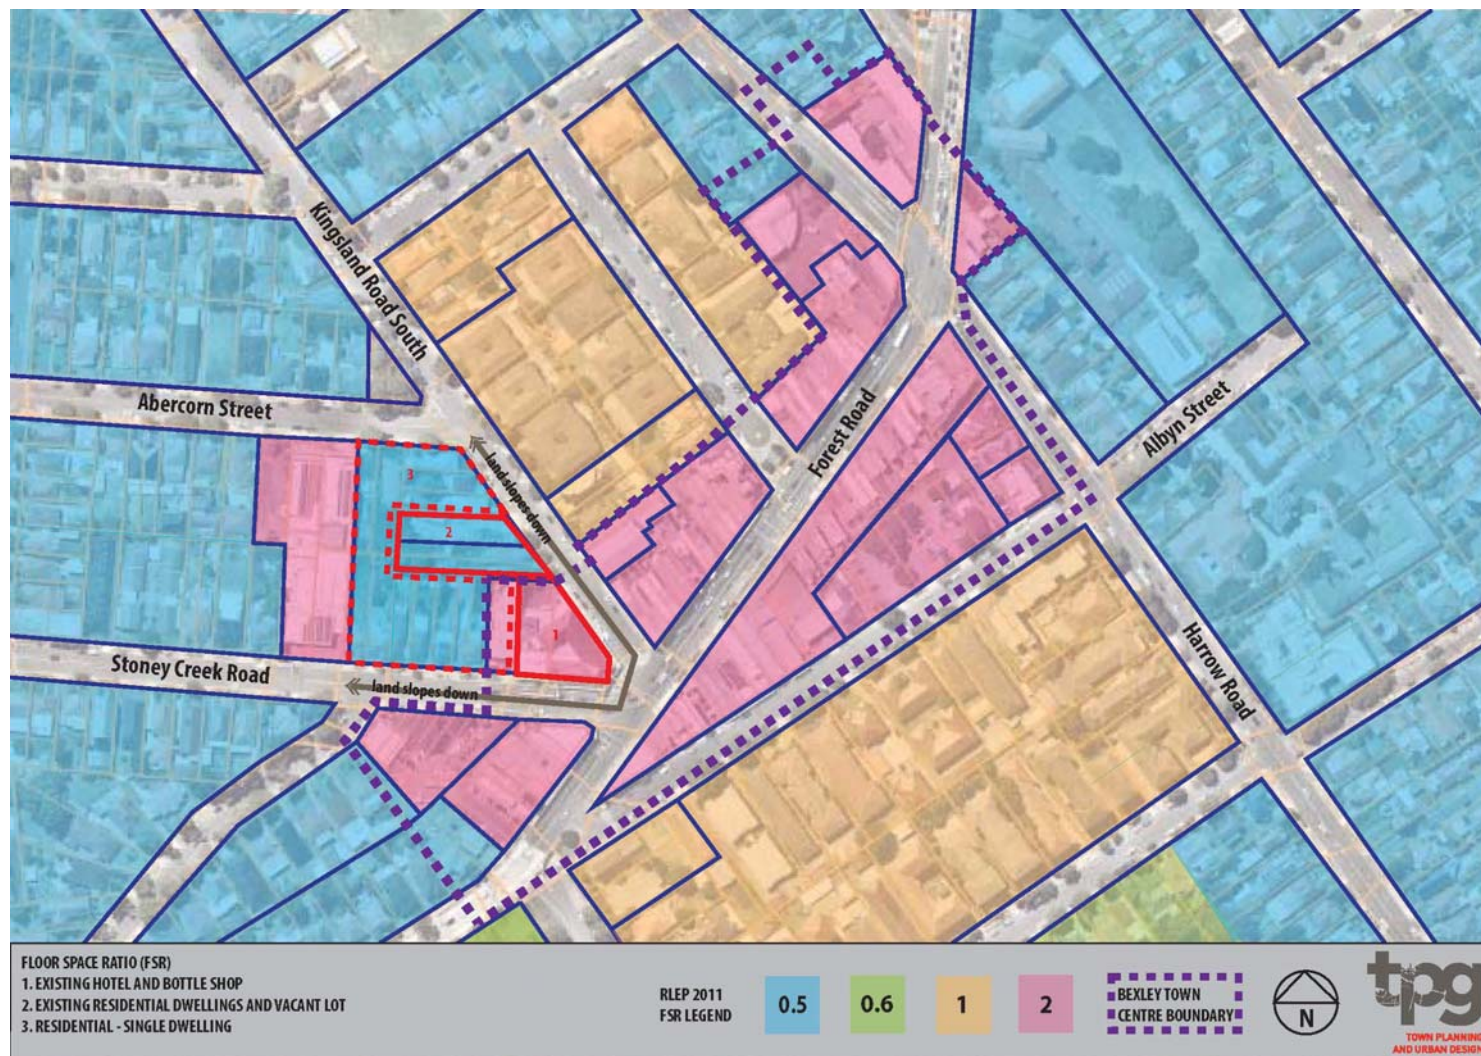 Kingsland Road South
Abercorn Street
Forest Road
Albyn Street
3
land slopes down
2
1
Stoney Creek Road
land slopes down
Harrow Road
FLOOR SPACE RATIO (FSR)
1. EXISTING HOTEL AND BOTTLE SHOP
2. EXISTING RESIDENTIAL DWELLINGS AND VACANT LOT
3. RESIDENTIAL - SINGLE DWELLING
RLEP 2011
FSR LEGEND
0.5
0.6
1
2
BEXLEY TOWN
CENTRE BOUNDARY
N
tpg
TOWN PLANNING
AND URBAN DESIGN